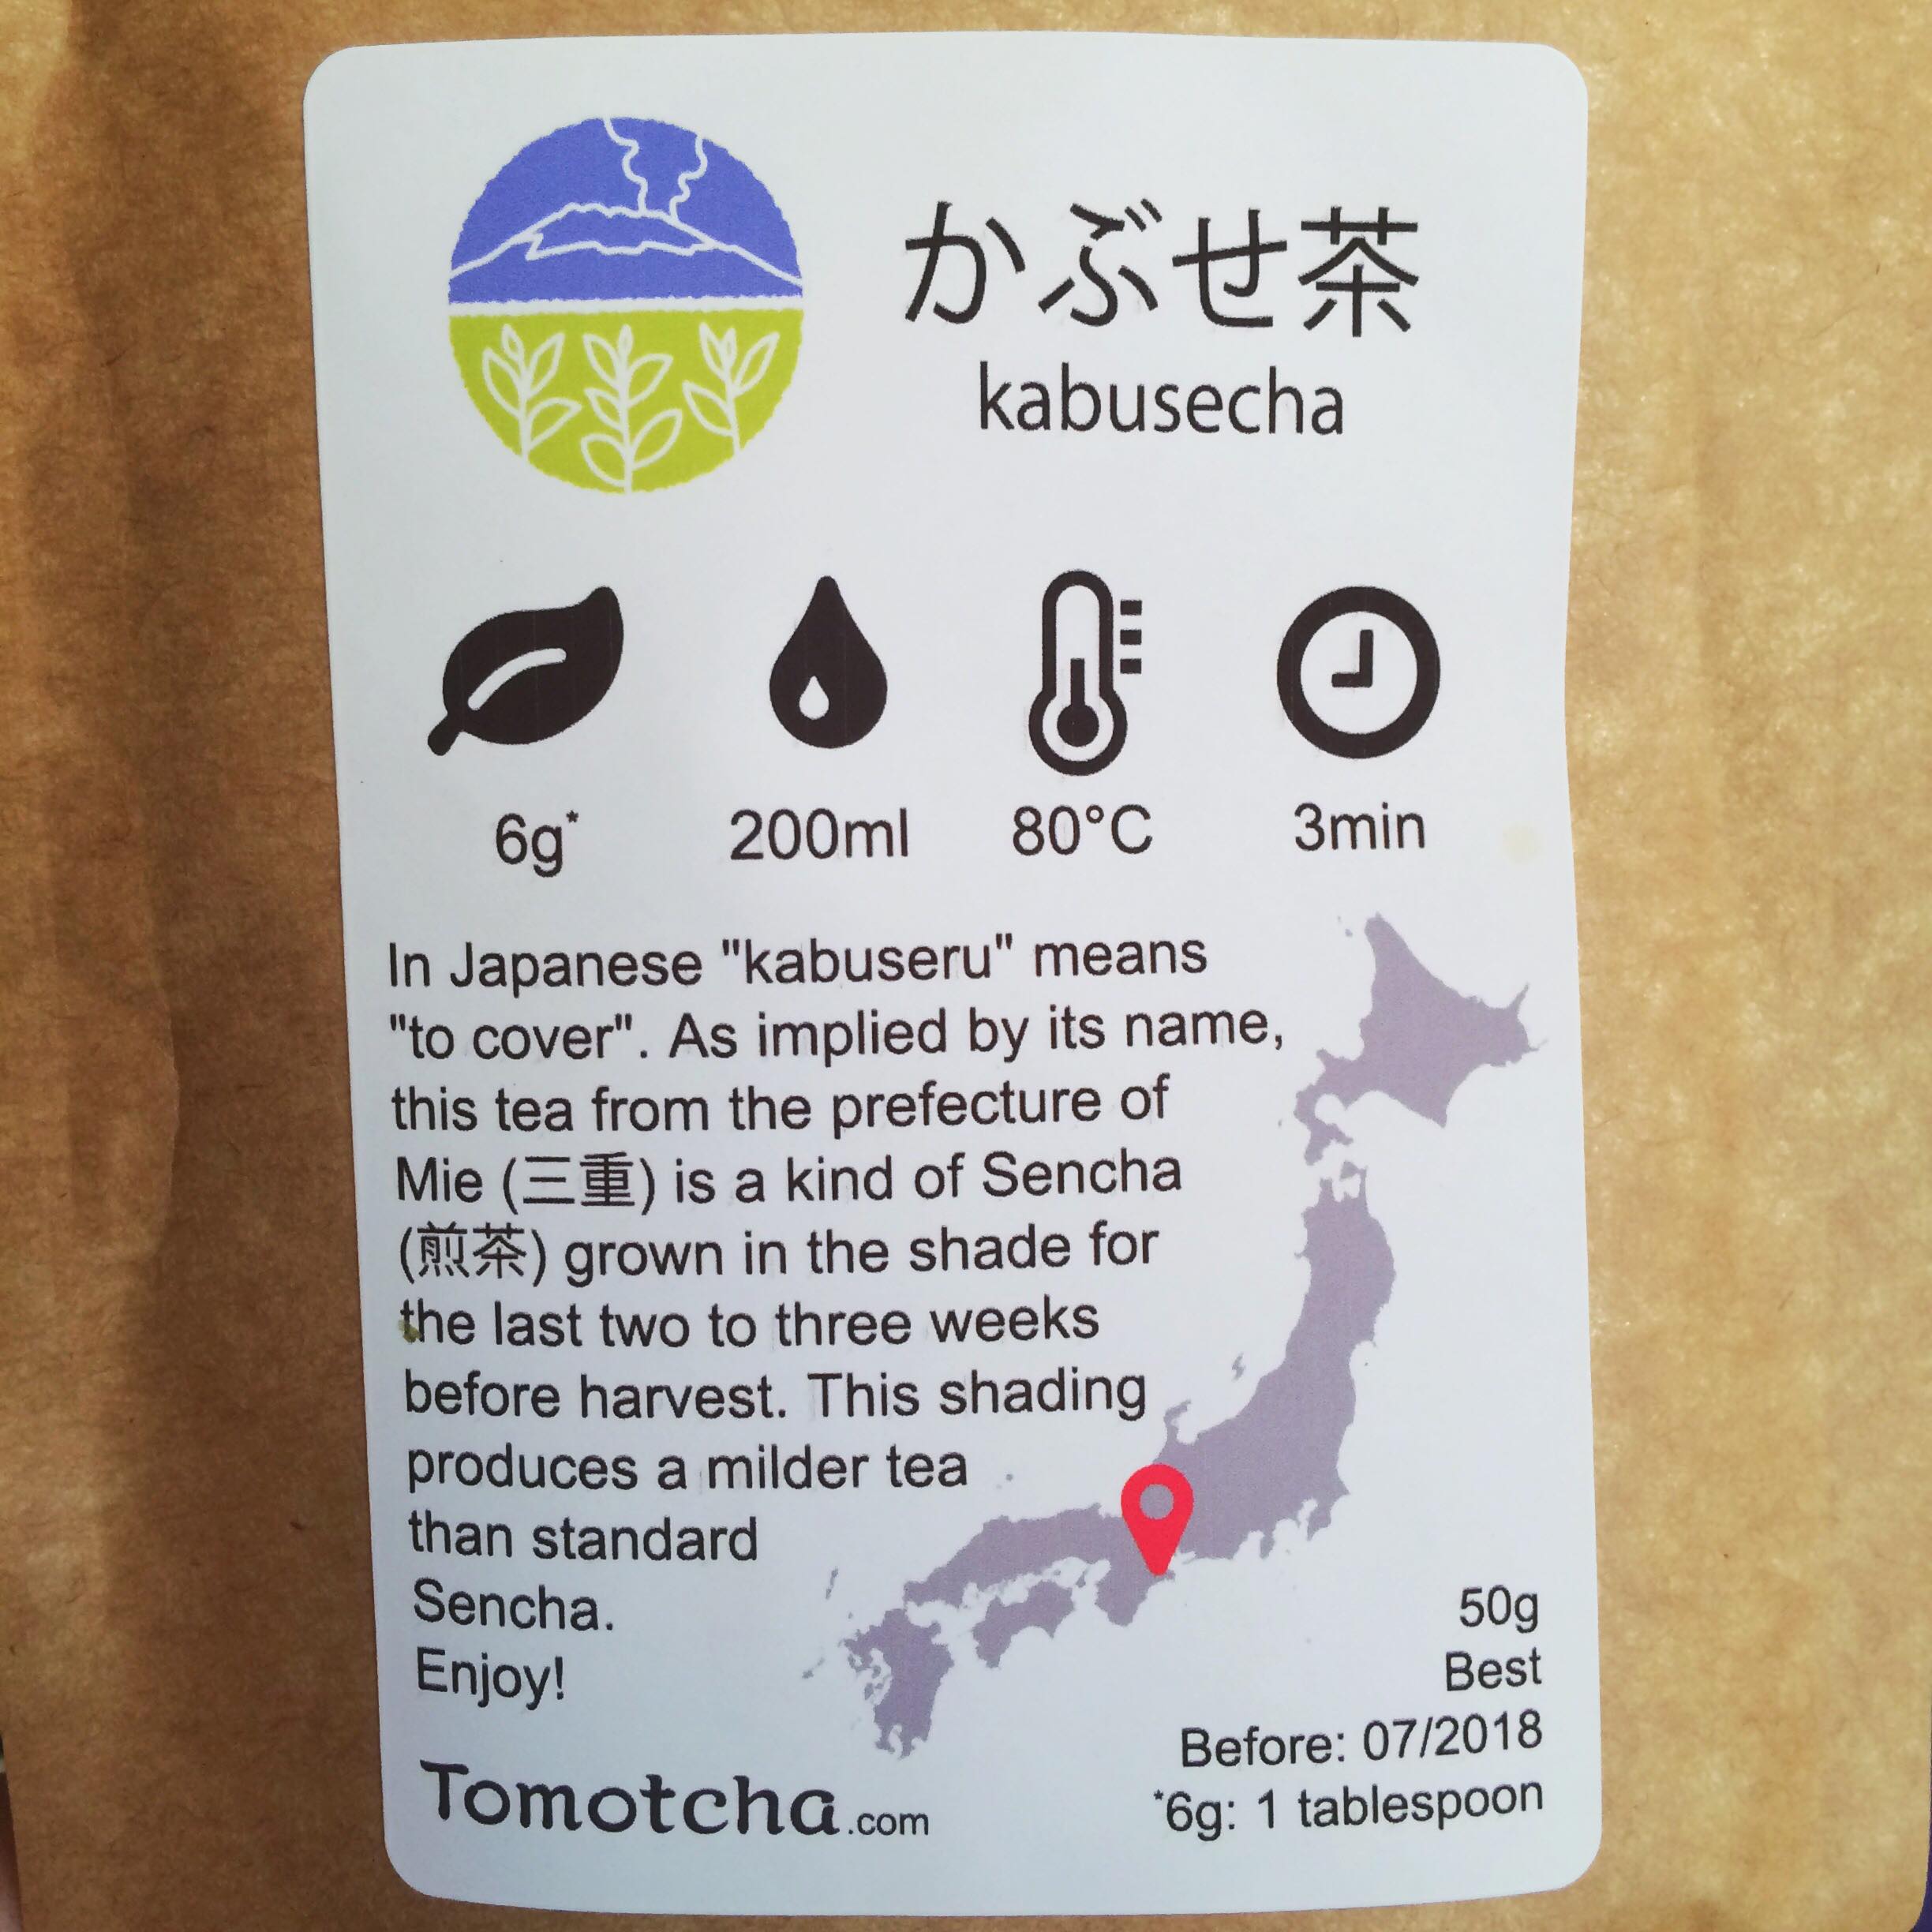 かぶせ茶
kabusecha
6g*
200ml
80°C
3min
In Japanese "kabuseru" means
"to cover". As implied by its name,
this tea from the prefecture of
Mie (三重) is a kind of Sencha
(煎茶) grown in the shade for
the last two to three weeks
before harvest. This shading
produces a milder tea
than standard
Sencha.
Enjoy!
Tomotcha.com
50g
Best
Before: 07/2018
*6g: 1 tablespoon